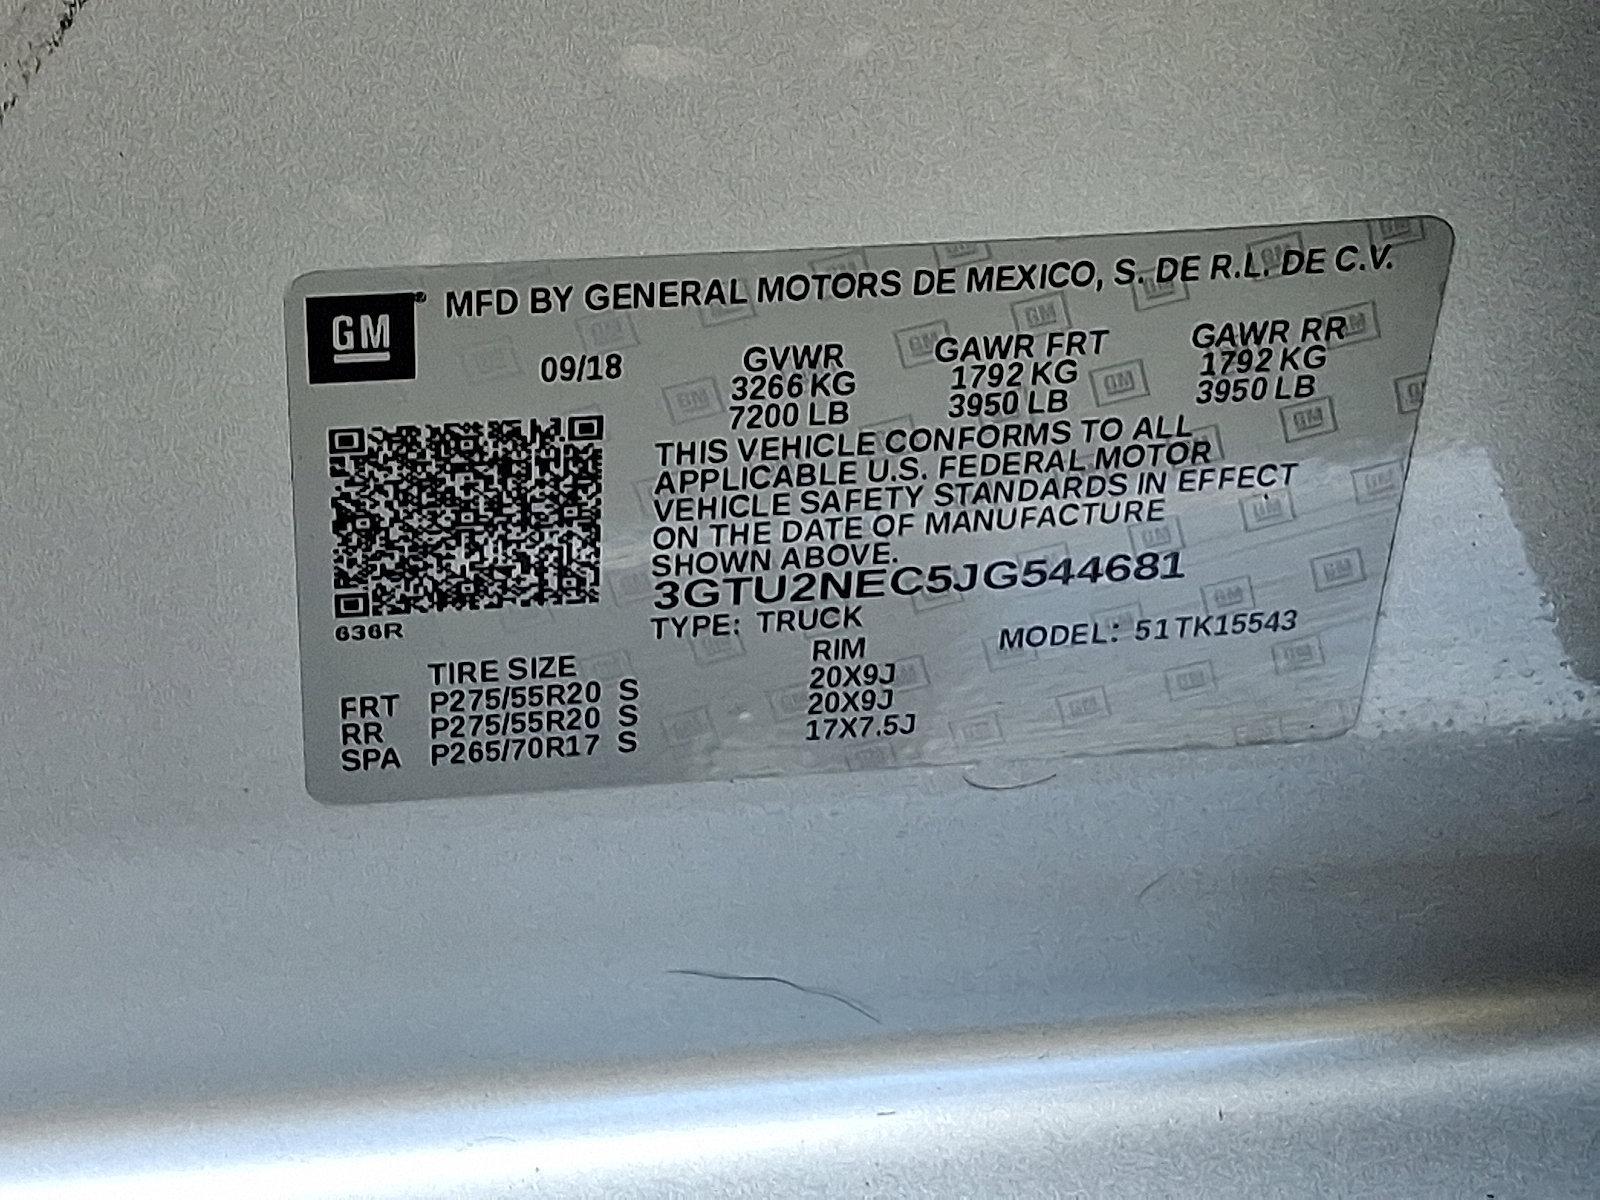 GM® MFD BY GENERAL MOTORS DE MEXICO, S. DE R.L. DE C.V.
09/18 GVWR GAWR FRT GAWR RR
3266 KG 1792 KG 1792 KG
7200 LB 3950 LB 3950 LB
THIS VEHICLE CONFORMS TO ALL
APPLICABLE U.S. FEDERAL MOTOR
VEHICLE SAFETY STANDARDS IN EFFECT
ON THE DATE OF MANUFACTURE
SHOWN ABOVE.
3GTU2NEC5JG544681
636R
TYPE: TRUCK MODEL: 51TK15543
TIRE SIZE RIM
FRT P275/55R20 S 20X9J
RR P275/55R20 S 20X9J
SPA P265/70R17 S 17X7.5J